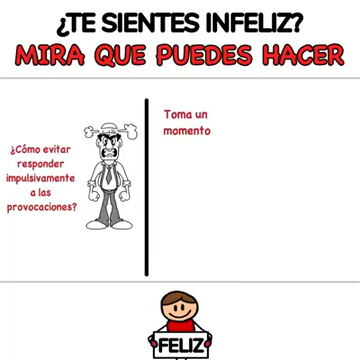 ¿TE SIENTES INFELIZ?
MIRA QUE PUEDES HACER
¿Cómo evitar
responder
impulsivamente
a las
provocaciones?
Toma un
momento
FELIZ